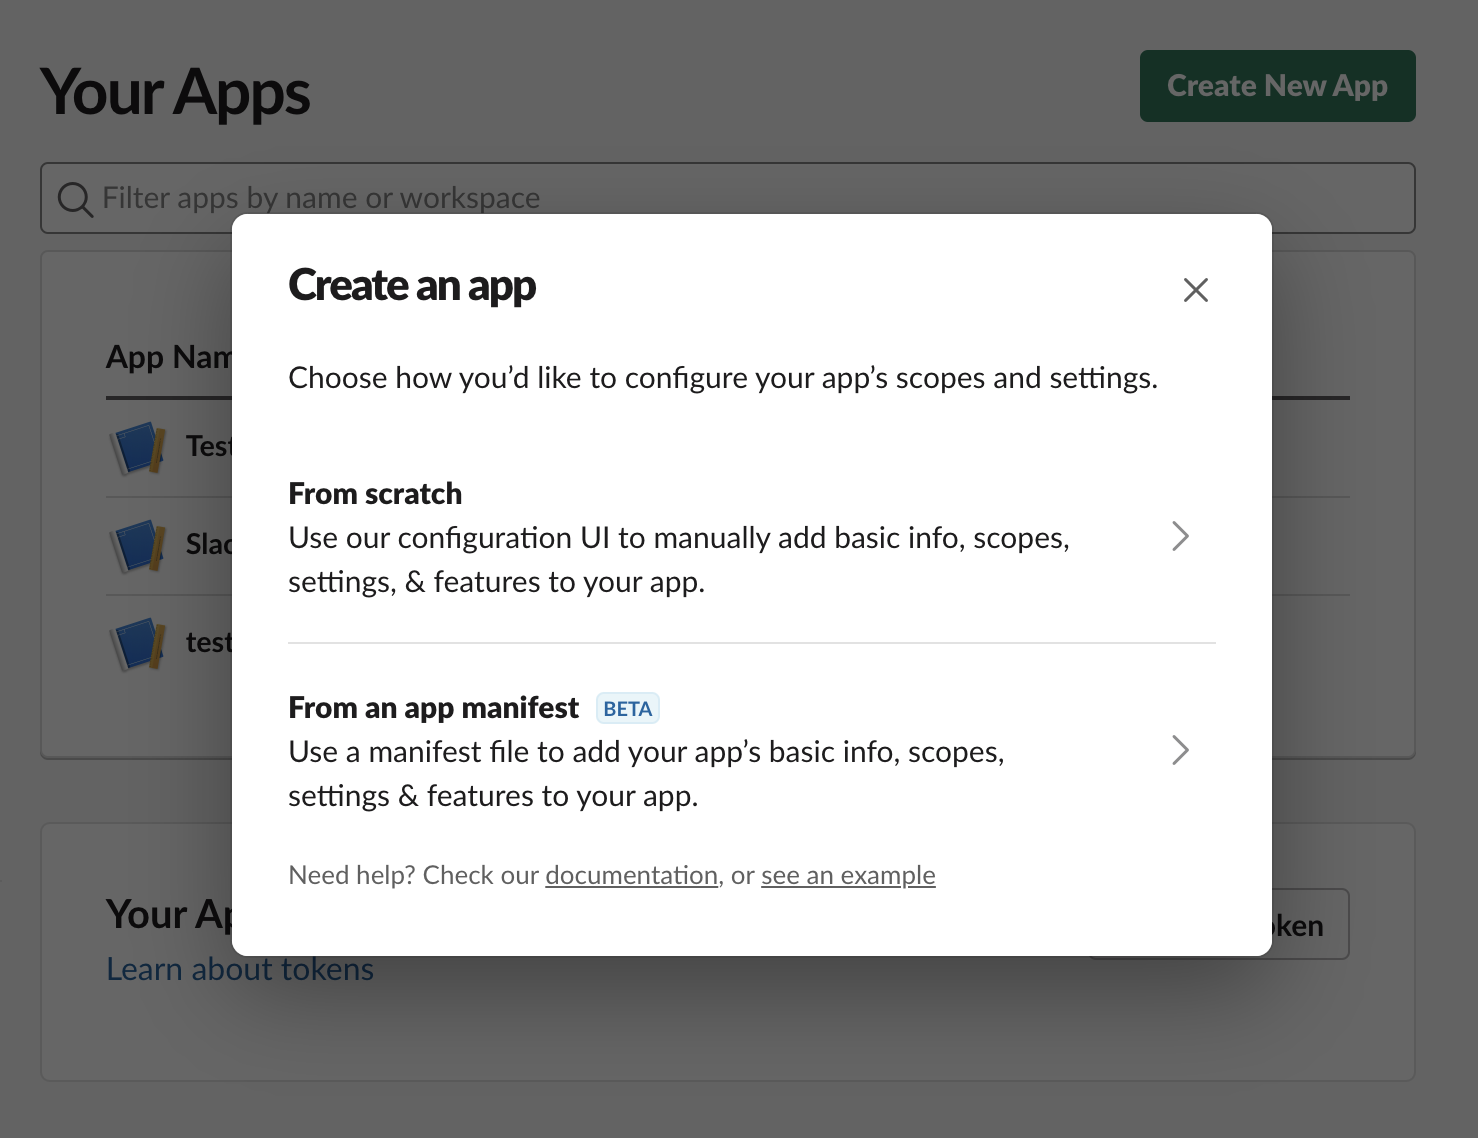 Your Apps
Create New App
Filter apps by name or workspace
Create an app
Choose how you’d like to configure your app’s scopes and settings.
App Nam
Test
From scratch
Use our configuration UI to manually add basic info, scopes,
settings, & features to your app.
Slac
test
From an app manifest BETA
Use a manifest file to add your app’s basic info, scopes,
settings & features to your app.
Need help? Check our documentation, or see an example
Your Ap
ken
Learn about tokens